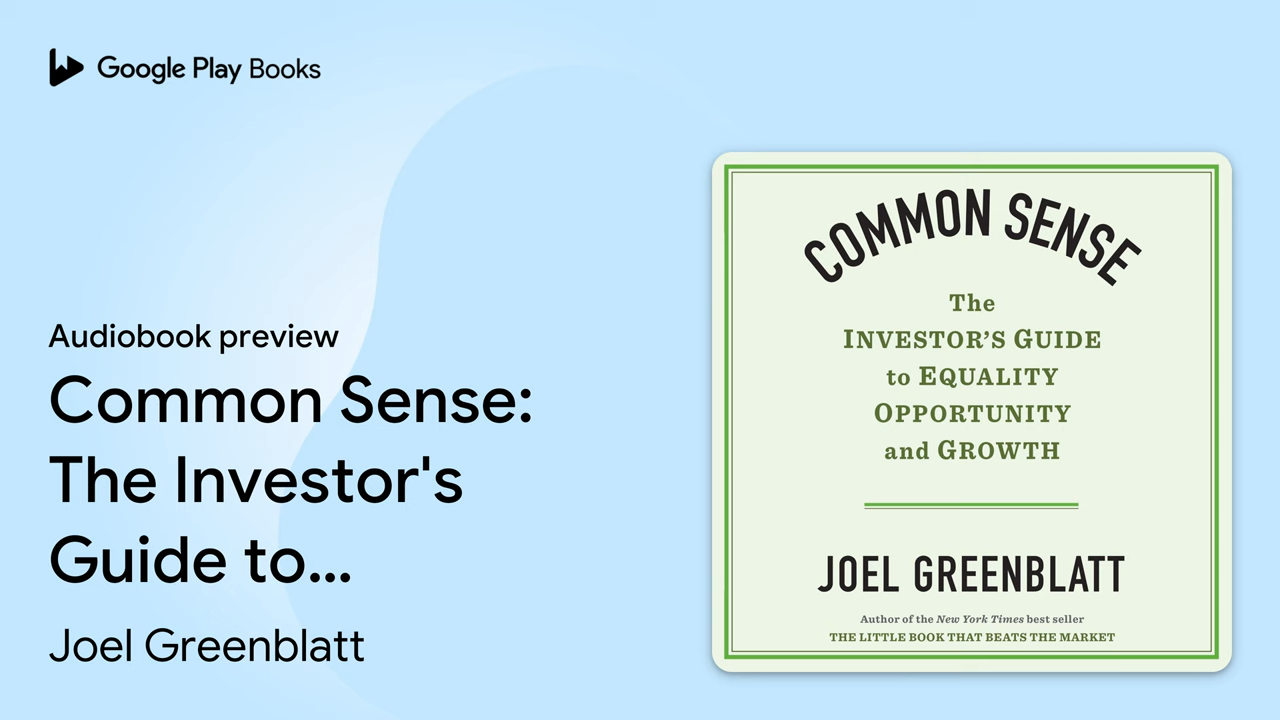 Google Play Books
Audiobook preview
Common Sense:
The Investor's
Guide to...
Joel Greenblatt
COMMON SENSE
The
INVESTOR’S GUIDE
to EQUALITY
OPPORTUNITY
and GROWTH
JOEL GREENBLATT
Author of the New York Times best seller
THE LITTLE BOOK THAT BEATS THE MARKET